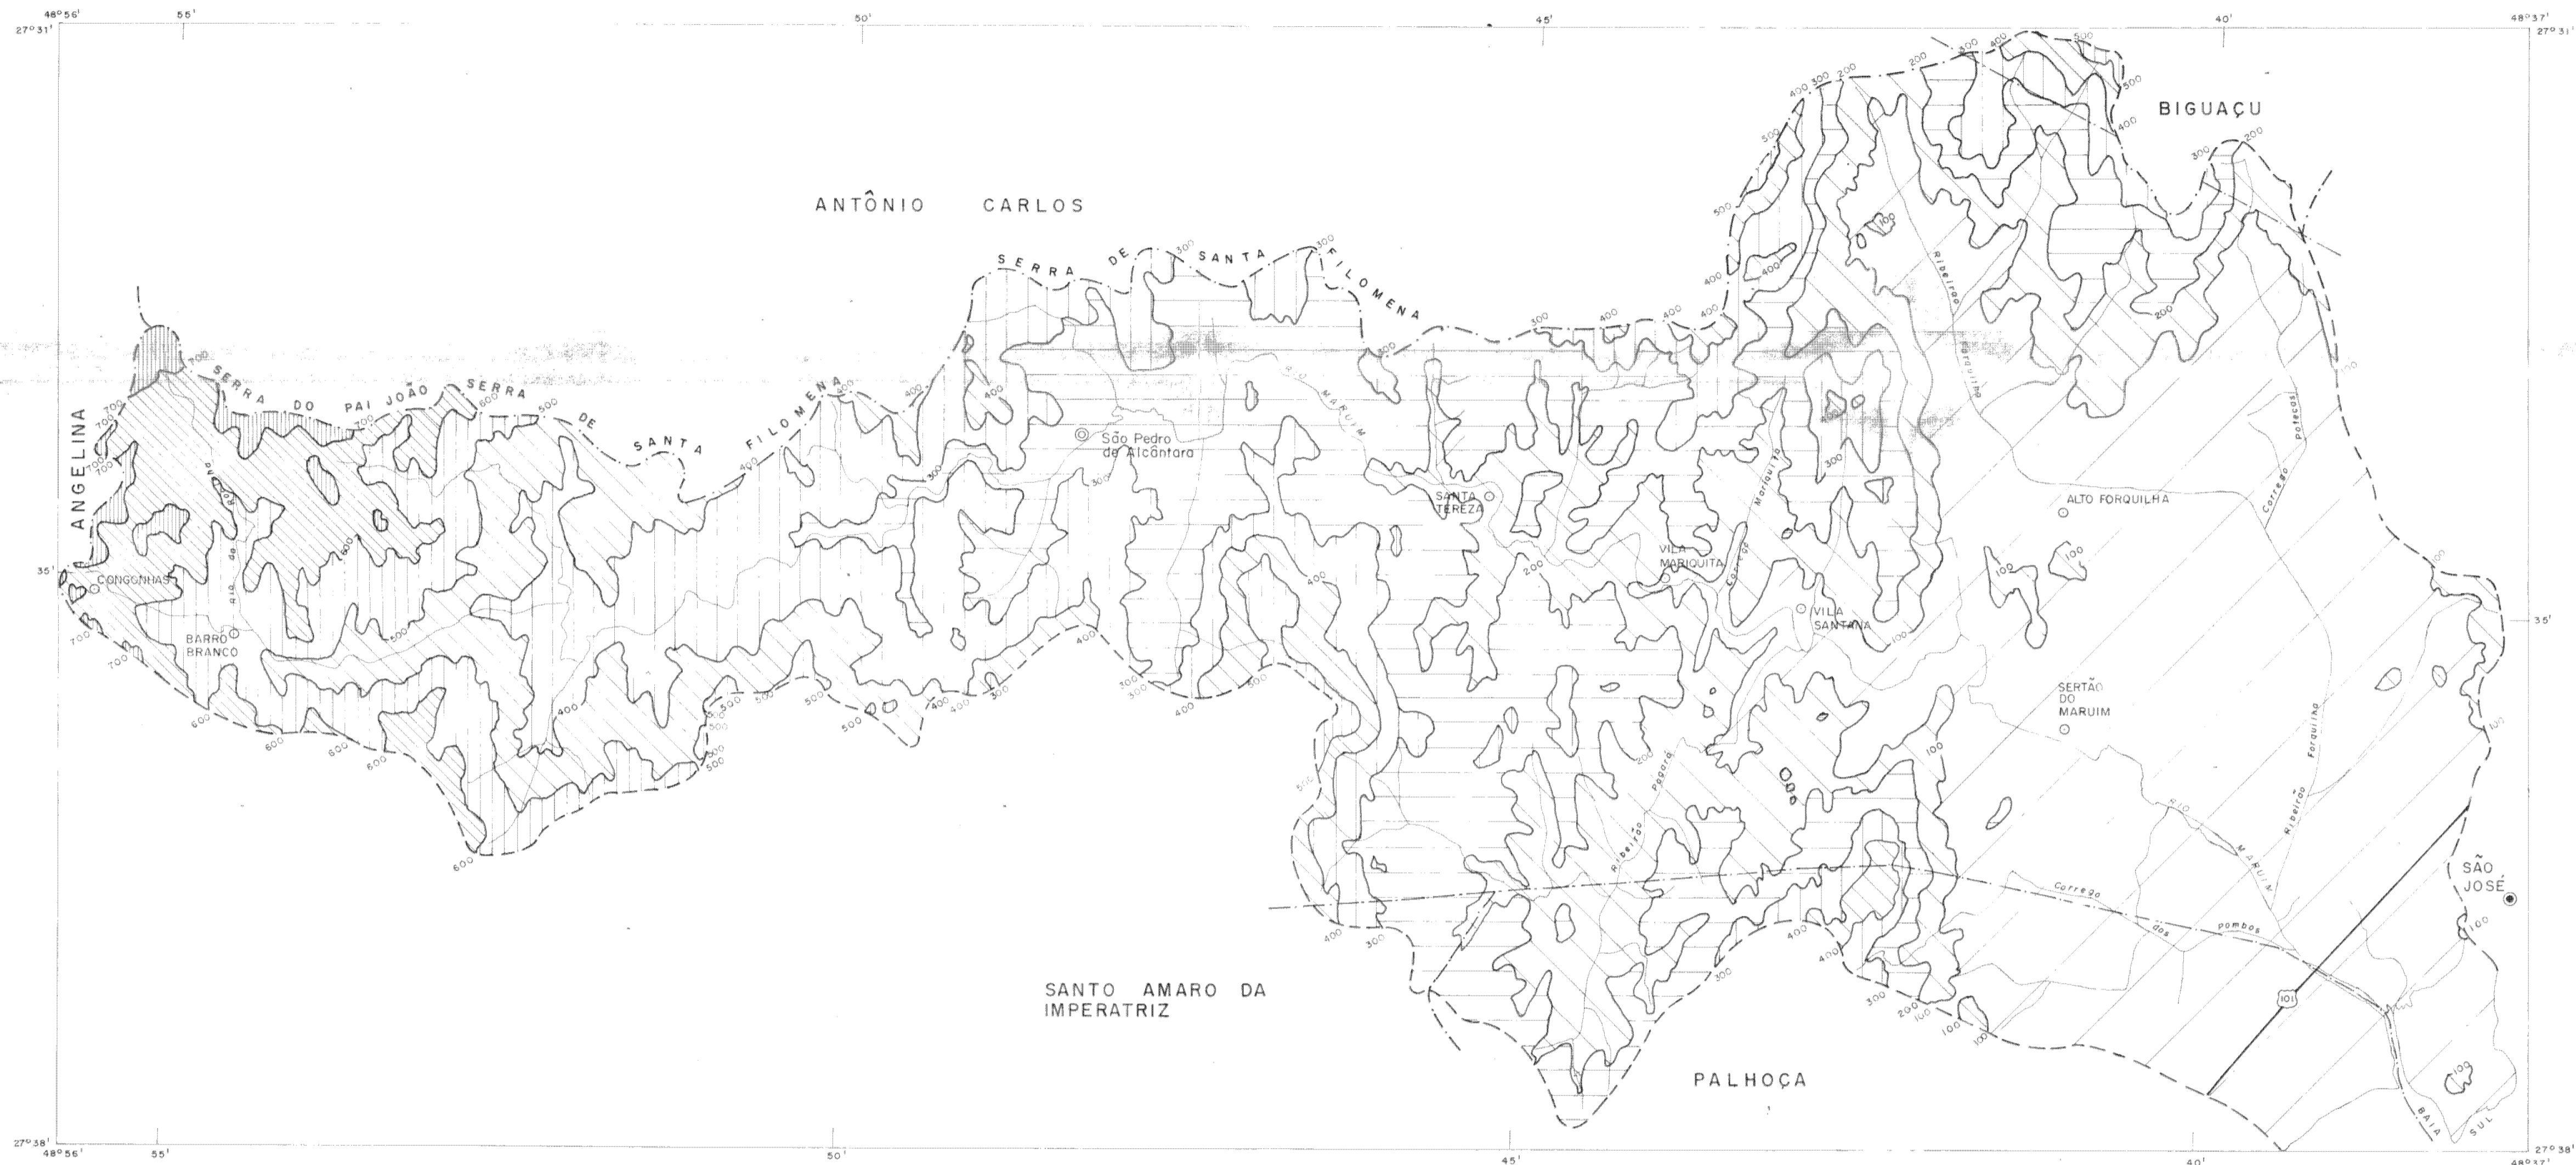 48°56'
55'
50'
45'
40'
48°37'
27°31'
27°31'
BIGUAÇU
ANTÔNIO CARLOS
SERRA DE SANTA FILOMENA
SERRA DO PAI JOÃO
SERRA DE SANTA FILOMENA
ANGELINA
São Pedro
de Alcântara
RIO MARUIM
SANTA
TEREZA
Ribeirão Forquilha
Córrego Potecas
ALTO FORQUILHA
35'
CONGONHAS
BARRO
BRANCO
VILA
MARIQUITA
Córrego Mariquita
VILA
SANTANA
35'
SERTÃO
DO
MARUIM
RIO MARUIM
Ribeirão Forquilha
Ribeirão Pagará
SÃO
JOSÉ
Córrego dos Pombos
101
SANTO AMARO DA
IMPERATRIZ
PALHOÇA
BAIA SUL
100
200
300
400
500
600
700
27°38'
27°38'
48°56'
55'
50'
45'
40'
48°37'